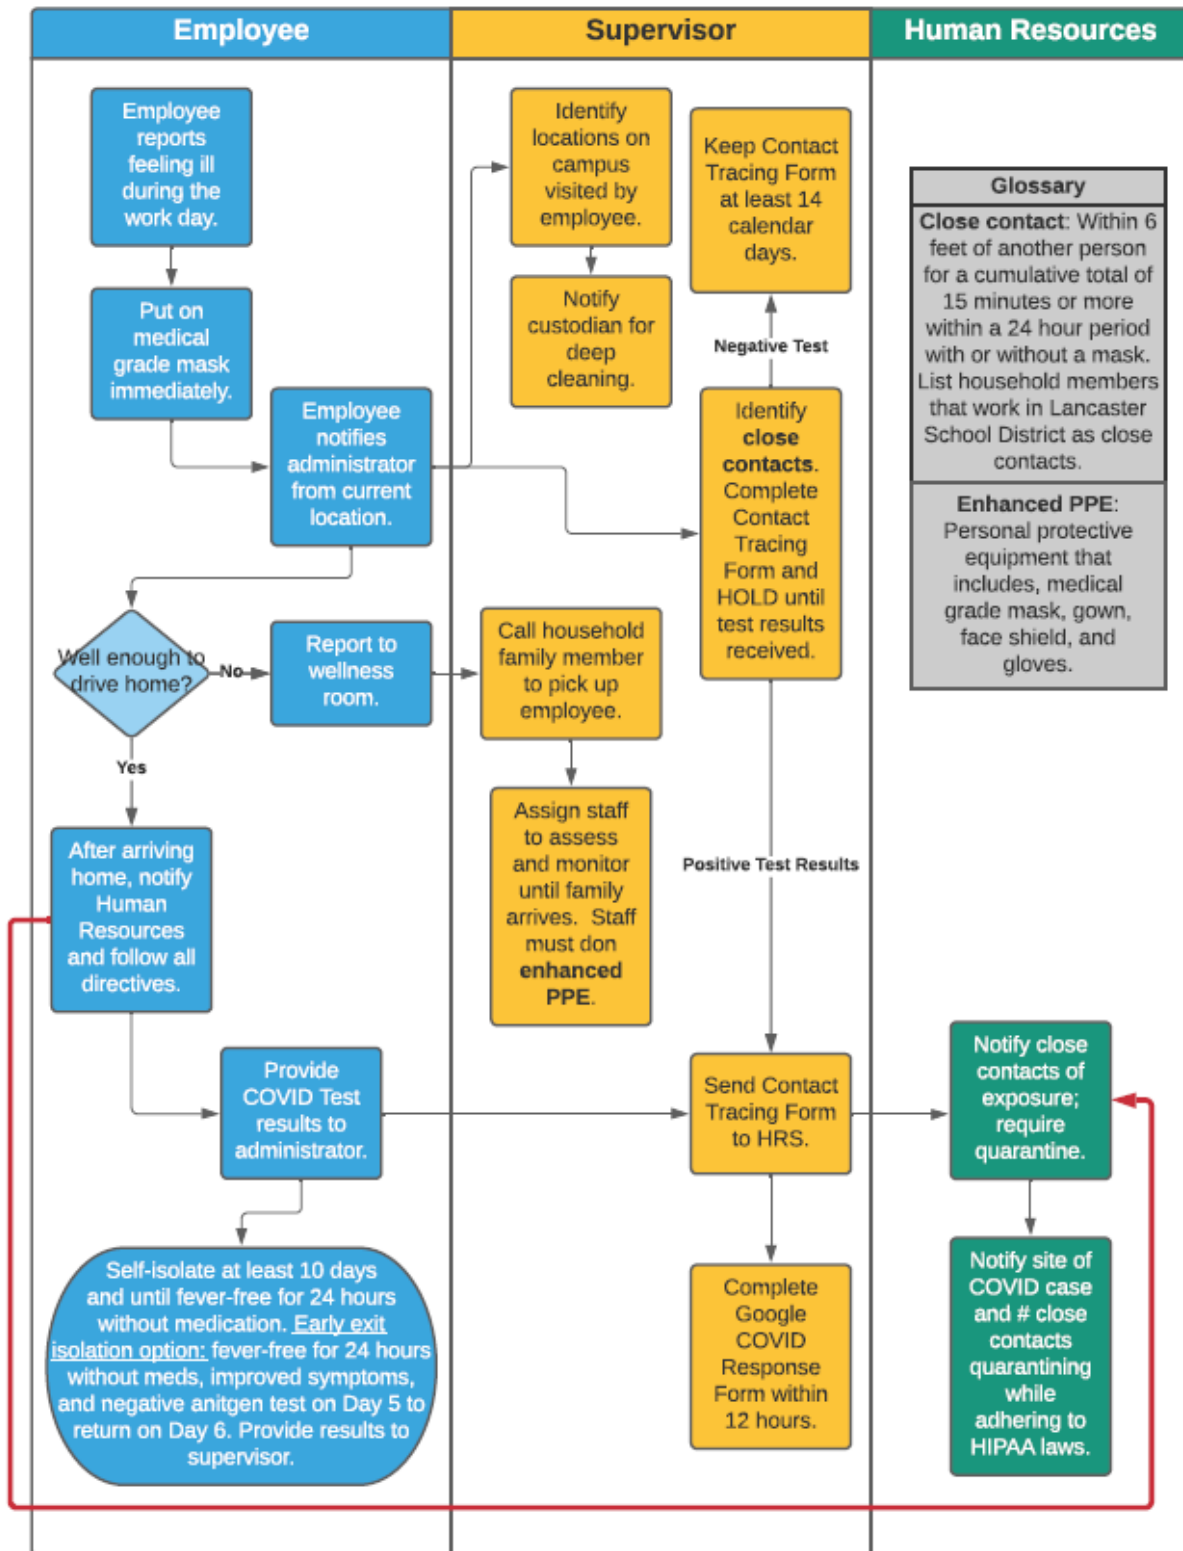 Employee
Supervisor
Human Resources
Employee
reports
feeling ill
during the
work day.
Put on
medical
grade mask
immediately.
Employee
notifies
administrator
from current
location.
Well enough to
drive home?
No
Report to
wellness
room.
Yes
After arriving
home, notify
Human
Resources
and follow all
directives.
Provide
COVID Test
results to
administrator.
Self-isolate at least 10 days
and until fever-free for 24 hours
without medication. Early exit
isolation option: fever-free for 24 hours
without meds, improved symptoms,
and negative anitgen test on Day 5 to
return on Day 6. Provide results to
supervisor.
Identify
locations on
campus
visited by
employee.
Notify
custodian for
deep
cleaning.
Keep Contact
Tracing Form
at least 14
calendar
days.
Negative Test
Identify
close
contacts.
Complete
Contact
Tracing
Form and
HOLD until
test results
received.
Call household
family member
to pick up
employee.
Assign staff
to assess
and monitor
until family
arrives. Staff
must don
enhanced
PPE.
Positive Test Results
Send Contact
Tracing Form
to HRS.
Complete
Google
COVID
Response
Form within
12 hours.
Glossary
Close contact: Within 6
feet of another person
for a cumulative total of
15 minutes or more
within a 24 hour period
with or without a mask.
List household members
that work in Lancaster
School District as close
contacts.
Enhanced PPE:
Personal protective
equipment that
includes, medical
grade mask, gown,
face shield, and
gloves.
Notify close
contacts of
exposure;
require
quarantine.
Notify site of
COVID case
and # close
contacts
quarantining
while
adhering to
HIPAA laws.